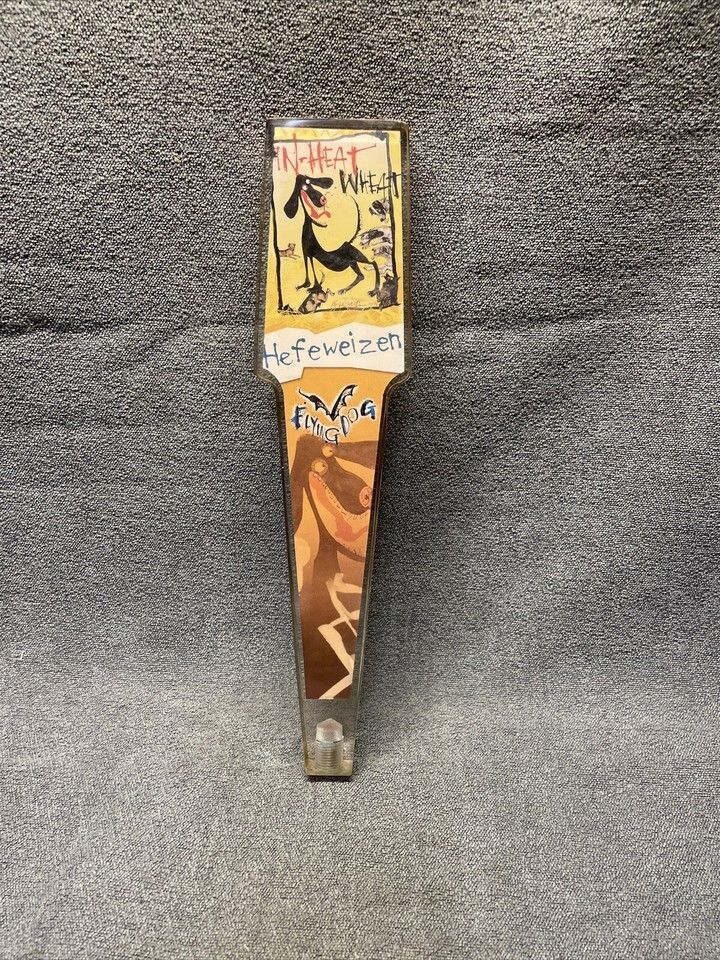 IN-HEAT
WHEAT
Hefeweizen
FLYING DOG